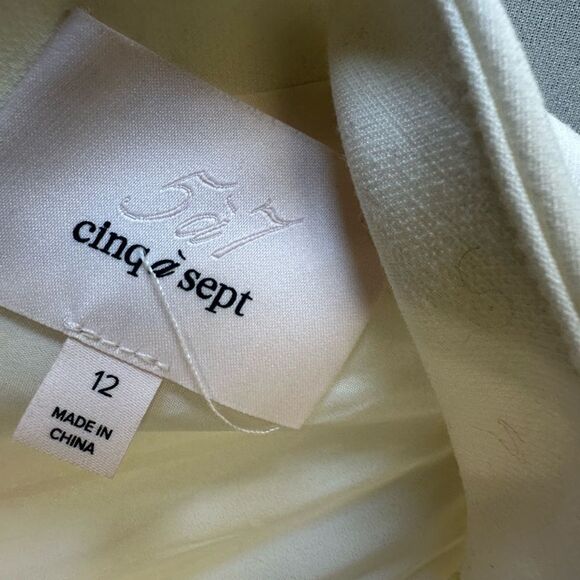 5à7
cinq à sept
12
MADE IN
CHINA